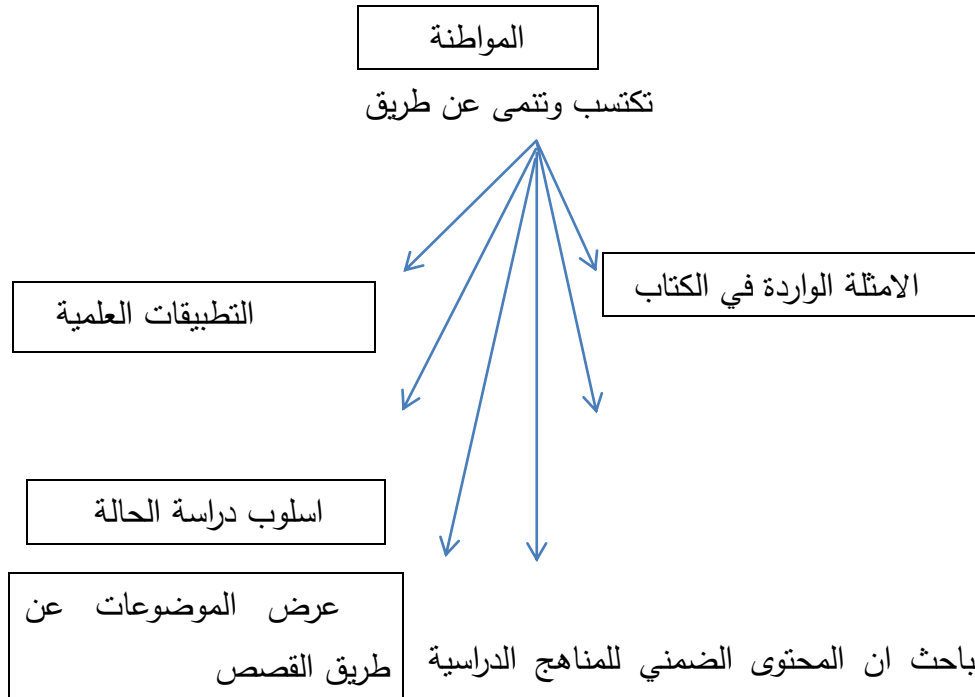 المواطنة
تكتسب وتنمى عن طريق
الامثلة الواردة في الكتاب
التطبيقات العلمية
اسلوب دراسة الحالة
عرض الموضوعات عن
طريق القصص
باحث ان المحتوى الضمني للمناهج الدراسية